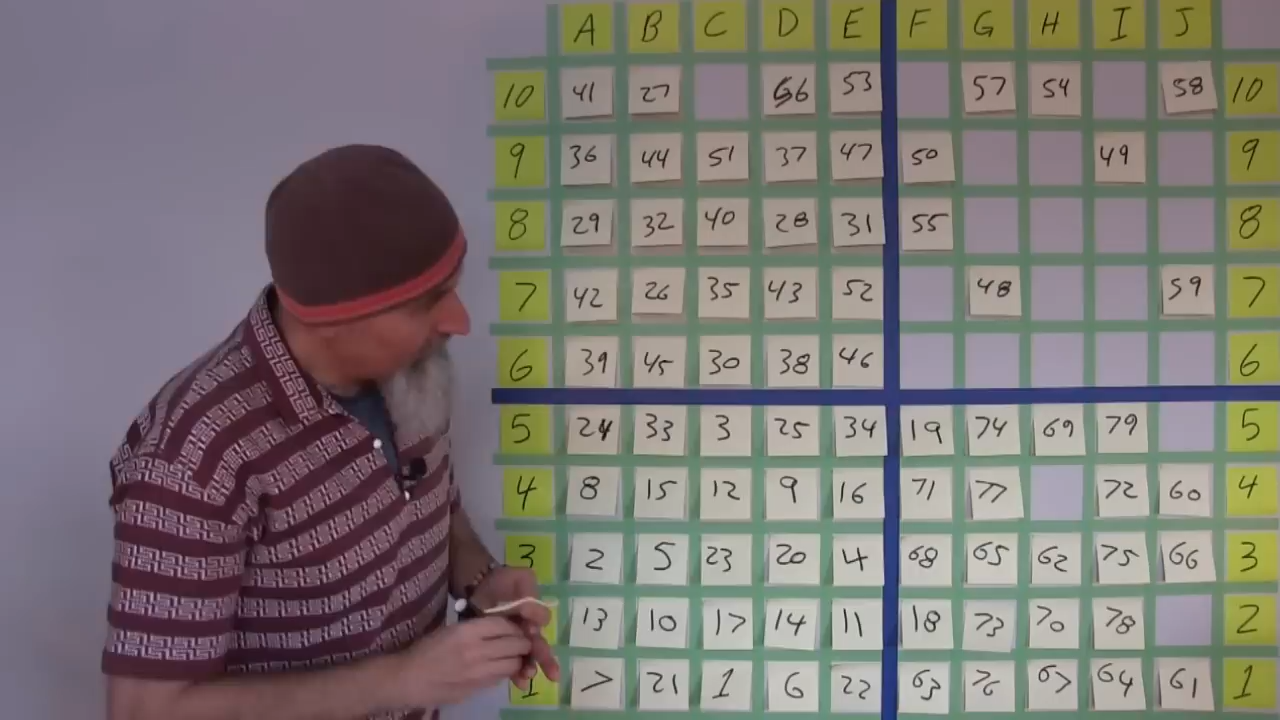 A B C D E F G H I J
10 41 27 56 53 57 54 58 10
9 36 44 51 37 47 50 49 9
8 29 32 40 28 31 55 8
7 42 26 35 43 52 48 59 7
6 39 45 30 38 46 6
5 24 33 3 25 34 19 74 69 79 5
4 8 15 12 9 16 71 77 72 60 4
3 2 5 23 20 4 68 65 62 75 66 3
13 10 17 14 11 18 73 70 78 2
1 7 21 1 6 22 63 76 67 64 61 1